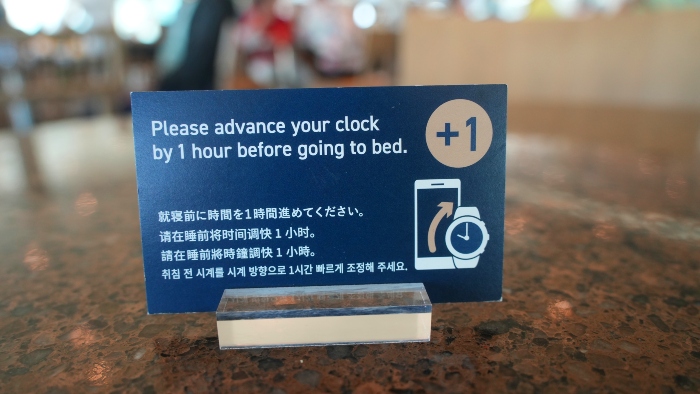 Please advance your clock
by 1 hour before going to bed.
+1
就寝前に時間を1時間進めてください。
请在睡前将时间调快 1 小时。
請在睡前將時鐘調快 1 小時。
취침 전 시계를 시계 방향으로 1시간 빠르게 조정해 주세요.